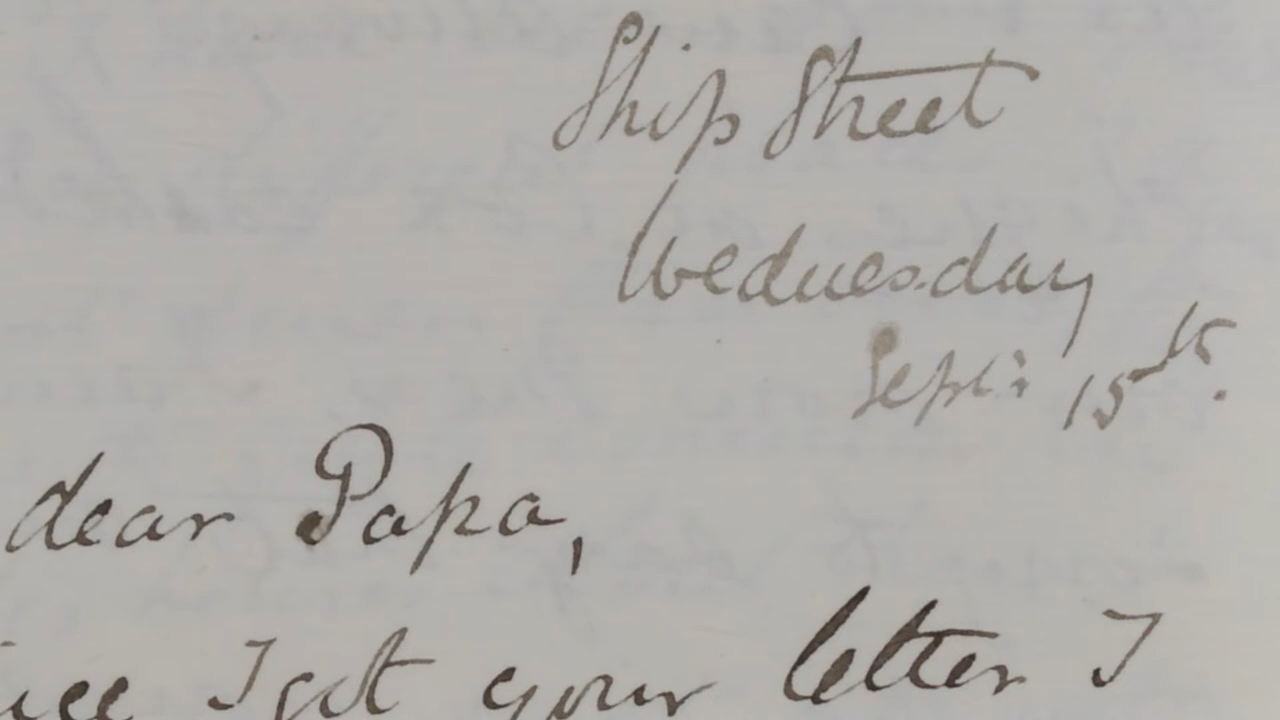 Ship Street
Wednesday
Sept: 15th.
dear Papa,
I got your letter I